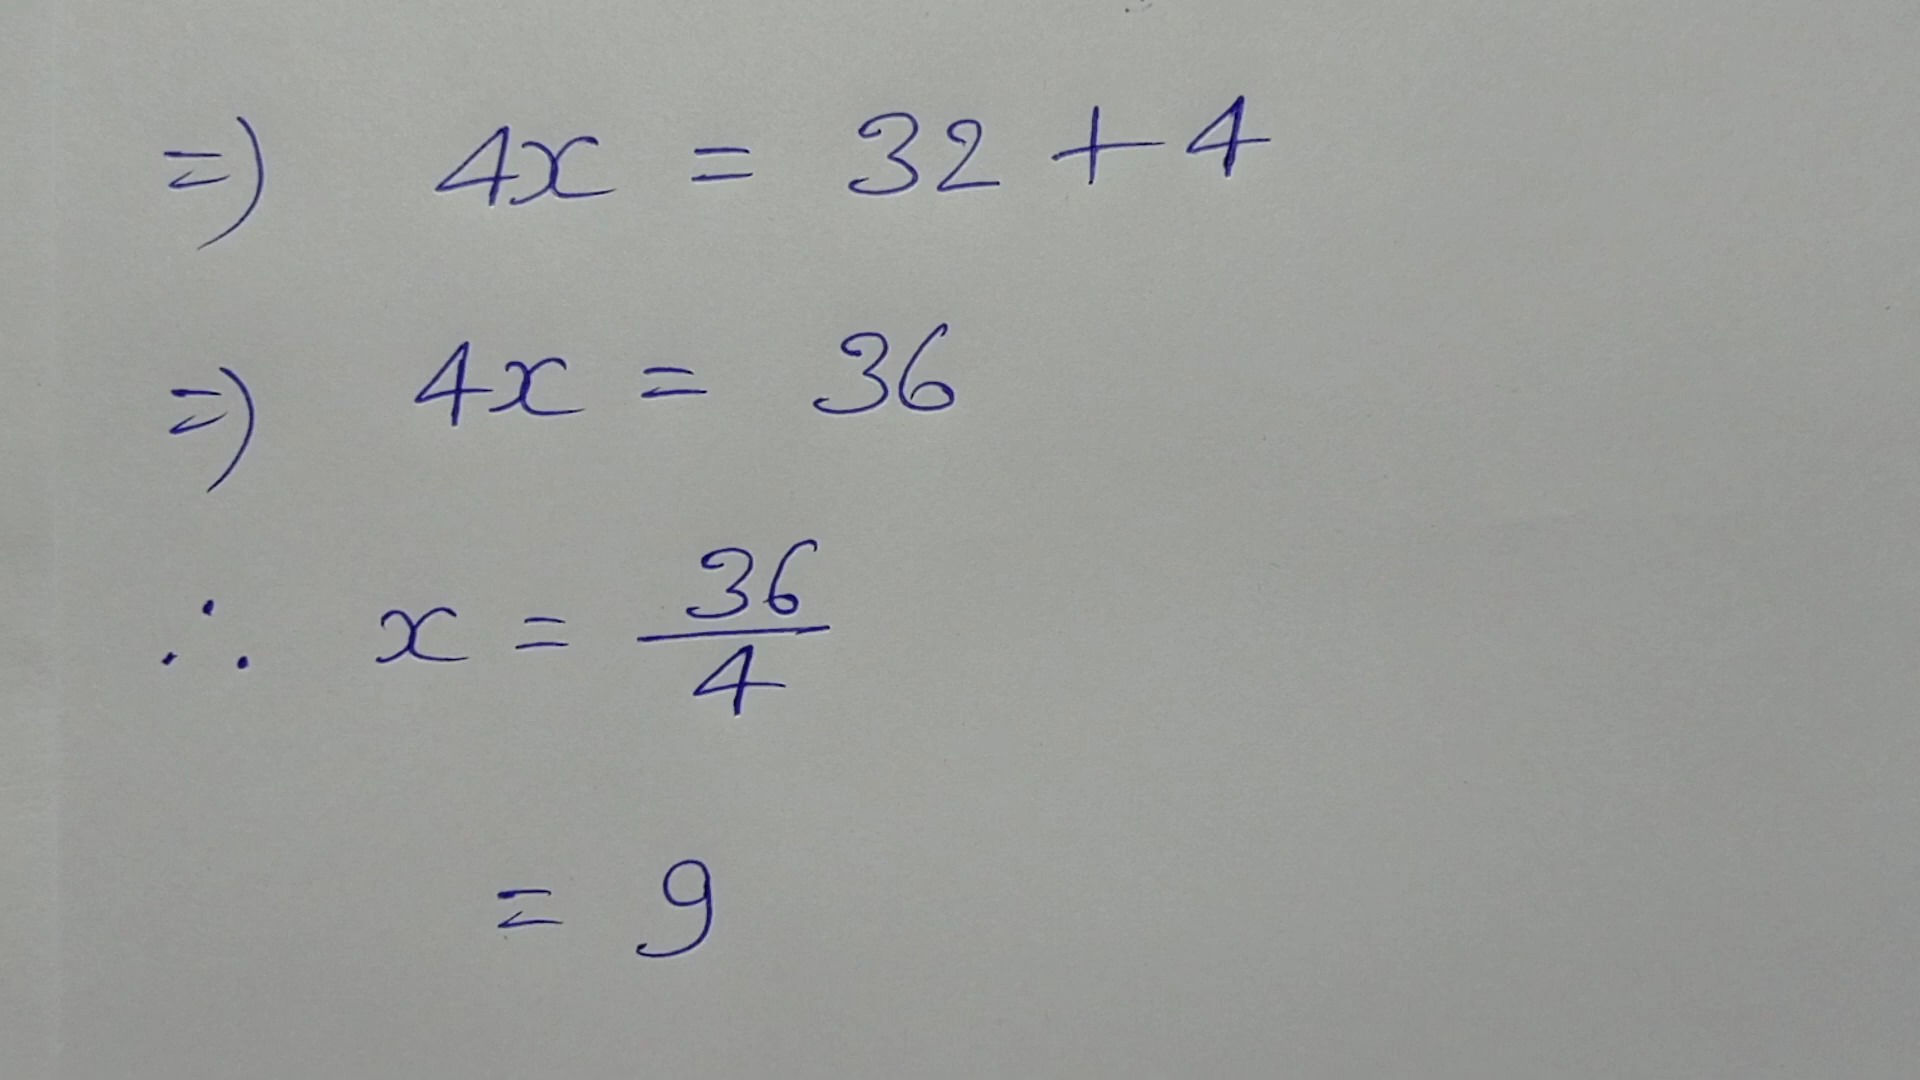 =) 4x = 32 + 4
=) 4x = 36
∴ x = 36/4
= 9